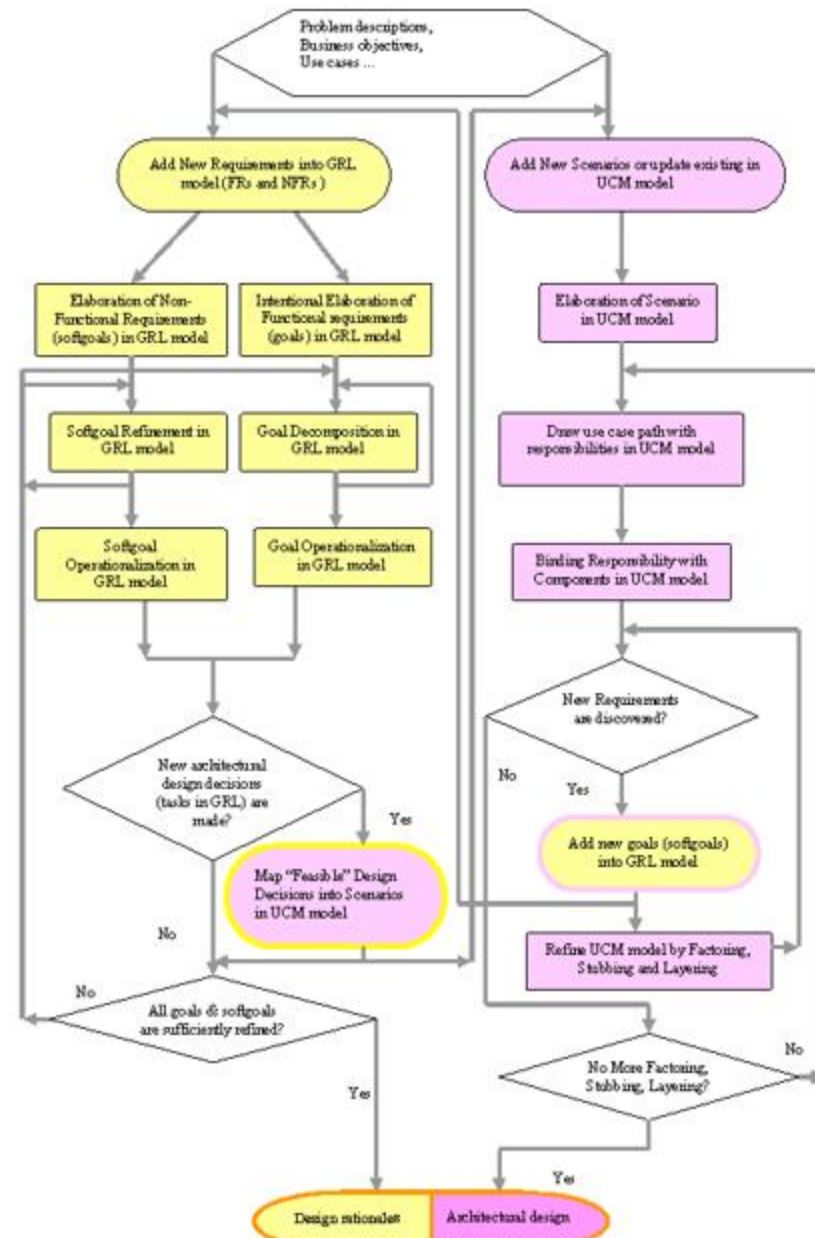 Problem descriptions,
Business objectives,
Use cases ...
Add New Requirements into GRL
model (FRs and NFRs )
Add New Scenarios or update existing in
UCM model
Elaboration of Non-
Functional Requirements
(softgoals) in GRL model
Intentional Elaboration of
Functional requirements
(goals) in GRL model
Elaboration of Scenario
in UCM model
Softgoal Refinement in
GRL model
Goal Decomposition in
GRL model
Draw use case path with
responsibilities in UCM model
Softgoal
Operationalization in
GRL model
Goal Operationalization
in GRL model
Binding Responsibility with
Components in UCM model
New Requirements
are discovered?
No
Yes
New architectural
design decisions
(tasks in GRL) are
made?
Yes
Add new goals (softgoals)
into GRL model
Map "Feasible" Design
Decisions into Scenarios
in UCM model
No
Refine UCM model by Factoring,
Stubbing and Layering
No
All goals & softgoals
are sufficiently refined?
Yes
No More Factoring,
Stubbing, Layering?
No
Yes
Design rationales
Architectural design